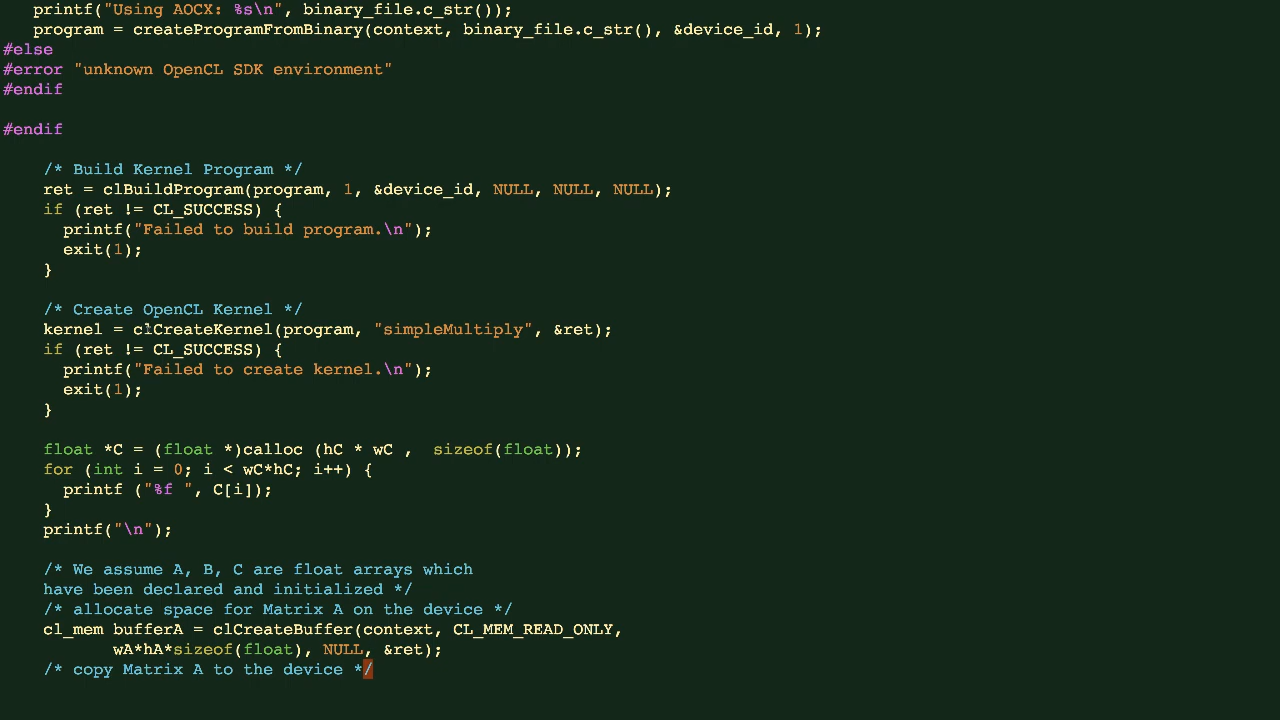 printf("Using AOCX: %s\n", binary_file.c_str());
program = createProgramFromBinary(context, binary_file.c_str(), &device_id, 1);
#else
#error "unknown OpenCL SDK environment"
#endif
#endif
/* Build Kernel Program */
ret = clBuildProgram(program, 1, &device_id, NULL, NULL, NULL);
if (ret != CL_SUCCESS) {
printf("Failed to build program.\n");
exit(1);
}
/* Create OpenCL Kernel */
kernel = clCreateKernel(program, "simpleMultiply", &ret);
if (ret != CL_SUCCESS) {
printf("Failed to create kernel.\n");
exit(1);
}
float *C = (float *)calloc (hC * wC ,  sizeof(float));
for (int i = 0; i < wC*hC; i++) {
printf ("%f ", C[i]);
}
printf("\n");
/* We assume A, B, C are float arrays which
have been declared and initialized */
/* allocate space for Matrix A on the device */
cl_mem bufferA = clCreateBuffer(context, CL_MEM_READ_ONLY,
wA*hA*sizeof(float), NULL, &ret);
/* copy Matrix A to the device */